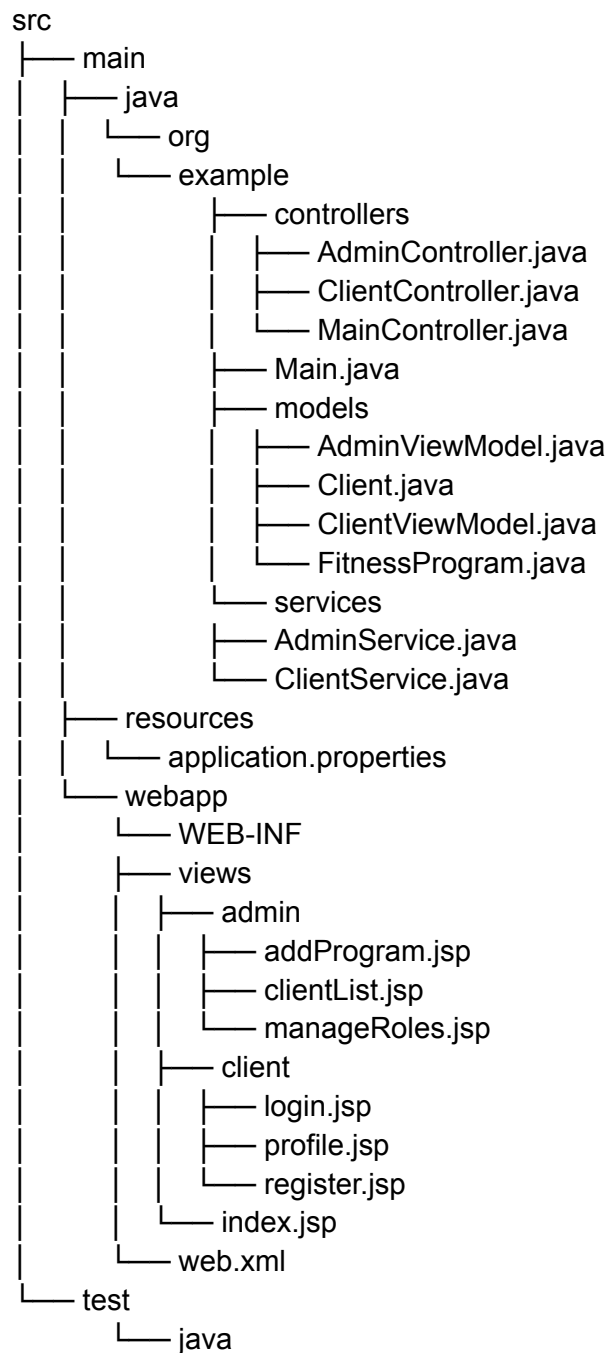 src
├── main
│ ├── java
│ │ └── org
│ │ └── example
│ │ ├── controllers
│ │ │ ├── AdminController.java
│ │ │ ├── ClientController.java
│ │ │ └── MainController.java
│ │ ├── Main.java
│ │ ├── models
│ │ │ ├── AdminViewModel.java
│ │ │ ├── Client.java
│ │ │ ├── ClientViewModel.java
│ │ │ └── FitnessProgram.java
│ │ └── services
│ │ ├── AdminService.java
│ │ └── ClientService.java
│ ├── resources
│ │ └── application.properties
│ └── webapp
│ └── WEB-INF
│ ├── views
│ │ ├── admin
│ │ │ ├── addProgram.jsp
│ │ │ ├── clientList.jsp
│ │ │ └── manageRoles.jsp
│ │ ├── client
│ │ │ ├── login.jsp
│ │ │ ├── profile.jsp
│ │ │ └── register.jsp
│ │ └── index.jsp
│ └── web.xml
└── test
└── java